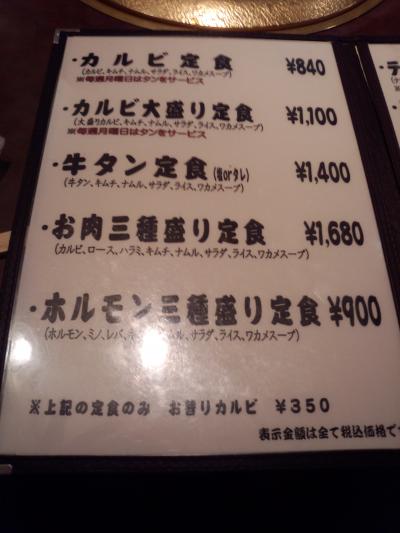 ・カルビ定食 ¥840
(カルビ、キムチ、ナムル、サラダ、ライス、ワカメスープ)
※毎週月曜日はタンをサービス
・カルビ大盛り定食 ¥1,100
(大盛りカルビ、キムチ、ナムル、サラダ、ライス、ワカメスープ)
※毎週月曜日はタンをサービス
・牛タン定食(塩orタレ) ¥1,400
(牛タン、キムチ、ナムル、サラダ、ライス、ワカメスープ)
・お肉三種盛り定食 ¥1,680
(カルビ、ロース、ハラミ、キムチ、ナムル、サラダ、ライス、ワカメスープ)
・ホルモン三種盛り定食 ¥900
(ホルモン、ミノ、レバ、キ ムル、サラダ、ライス、ワカメスープ)
※上記の定食のみ お替りカルビ ¥350
表示金額は全て税込価格で